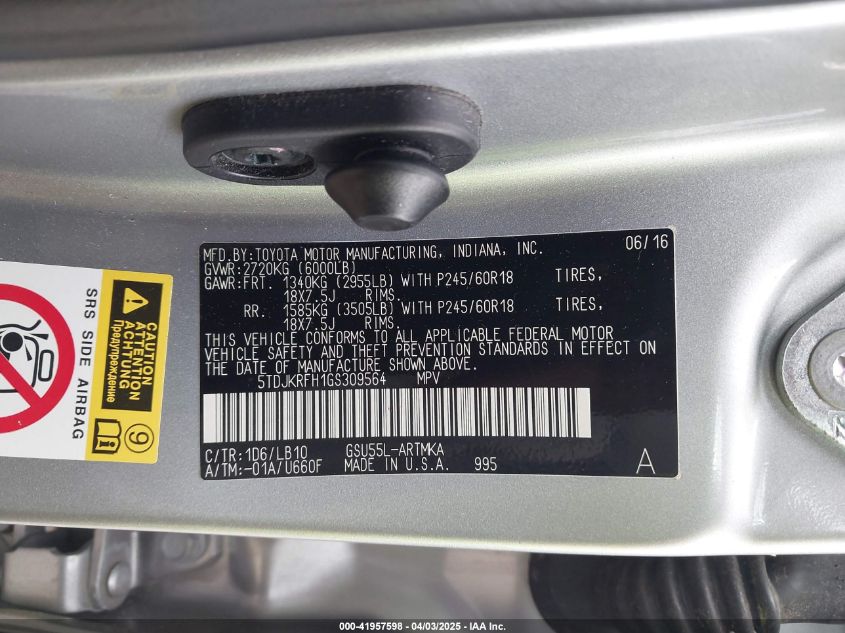 MFD.BY:TOYOTA MOTOR MANUFACTURING, INDIANA, INC. 06/16
GVWR:2720KG (6000LB)
GAWR:FRT. 1340KG (2955LB) WITH P245/60R18 TIRES,
18X7.5J RIMS.
RR. 1585KG (3505LB) WITH P245/60R18 TIRES,
18X7.5J RIMS.
THIS VEHICLE CONFORMS TO ALL APPLICABLE FEDERAL MOTOR
VEHICLE SAFETY AND THEFT PREVENTION STANDARDS IN EFFECT ON
THE DATE OF MANUFACTURE SHOWN ABOVE.
5TDJKRFH1GS309564 MPV
C/TR:1D6/LB10 GSU55L-ARTMKA
A/TM:-01A/U660F MADE IN U.S.A. 995 A
SRS SIDE AIRBAG
CAUTION
ATTENTION
ACHTUNG
Предупреждение
9
000-41957598 - 04/03/2025 - IAA Inc.